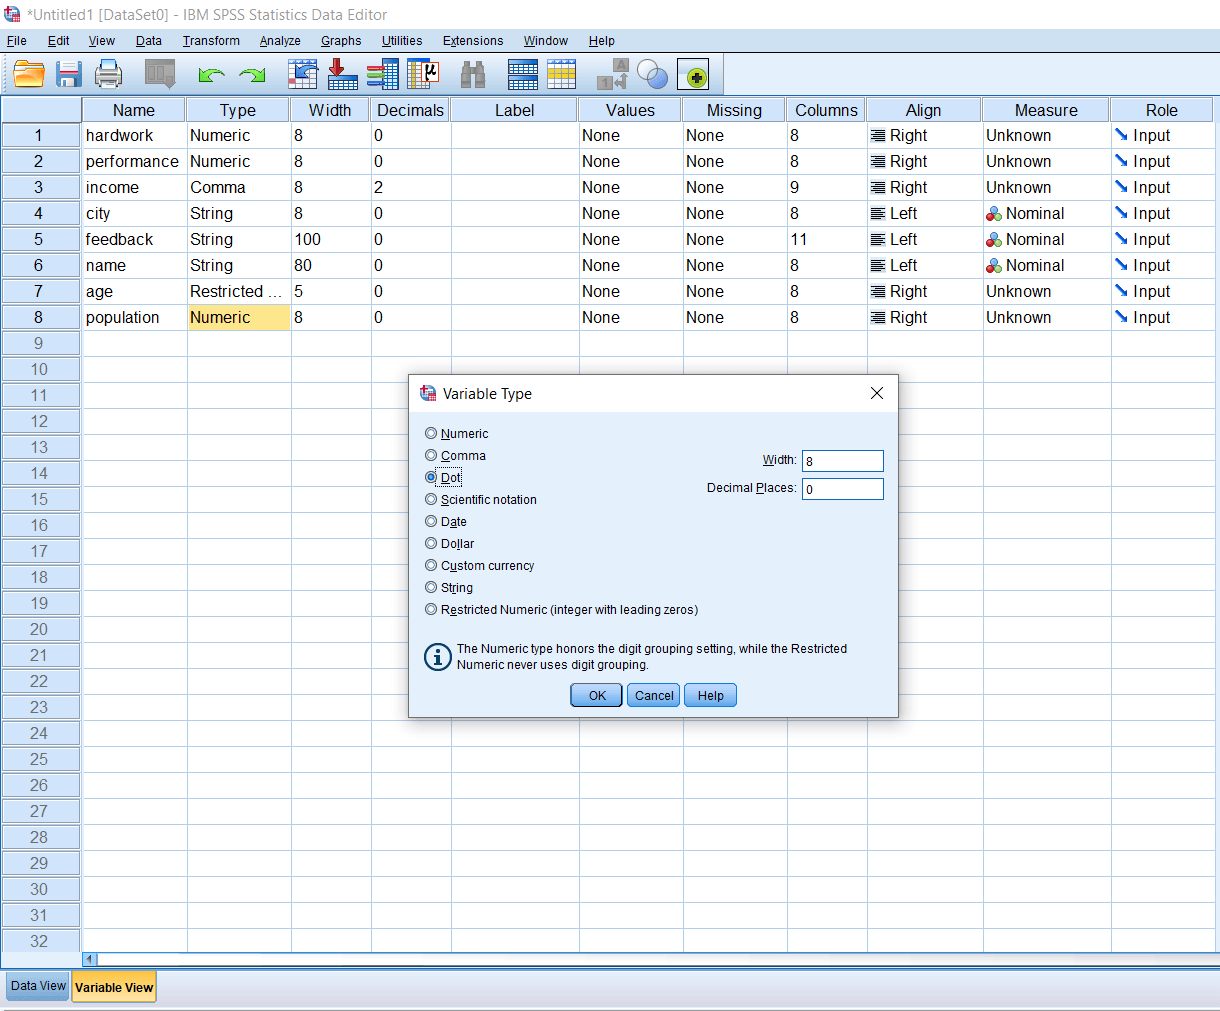 *Untitled1 [DataSet0] - IBM SPSS Statistics Data Editor
File Edit View Data Transform Analyze Graphs Utilities Extensions Window Help
Name Type Width Decimals Label Values Missing Columns Align Measure Role
1 hardwork Numeric 8 0 None None 8 Right Unknown Input
2 performance Numeric 8 0 None None 8 Right Unknown Input
3 income Comma 8 2 None None 9 Right Unknown Input
4 city String 8 0 None None 8 Left Nominal Input
5 feedback String 100 0 None None 11 Left Nominal Input
6 name String 80 0 None None 8 Left Nominal Input
7 age Restricted ... 5 0 None None 8 Right Unknown Input
8 population Numeric 8 0 None None 8 Right Unknown Input
9
10
11
12
13
14
15
16
17
18
19
20
21
22
23
24
25
26
27
28
29
30
31
32
Variable Type
Numeric
Comma
Dot
Scientific notation
Date
Dollar
Custom currency
String
Restricted Numeric (integer with leading zeros)
Width: 8
Decimal Places: 0
The Numeric type honors the digit grouping setting, while the Restricted
Numeric never uses digit grouping.
OK Cancel Help
Data View Variable View